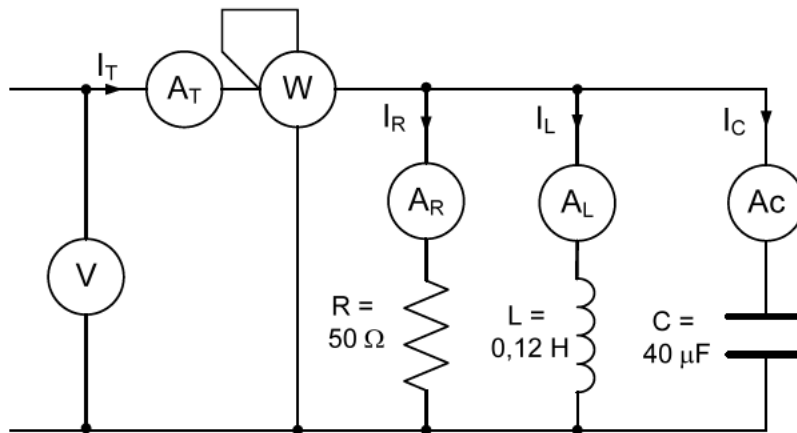 I_T
A_T
W
I_R
I_L
I_C
A_R
A_L
Ac
V
R =
50 Ω
L =
0,12 H
C =
40 μF